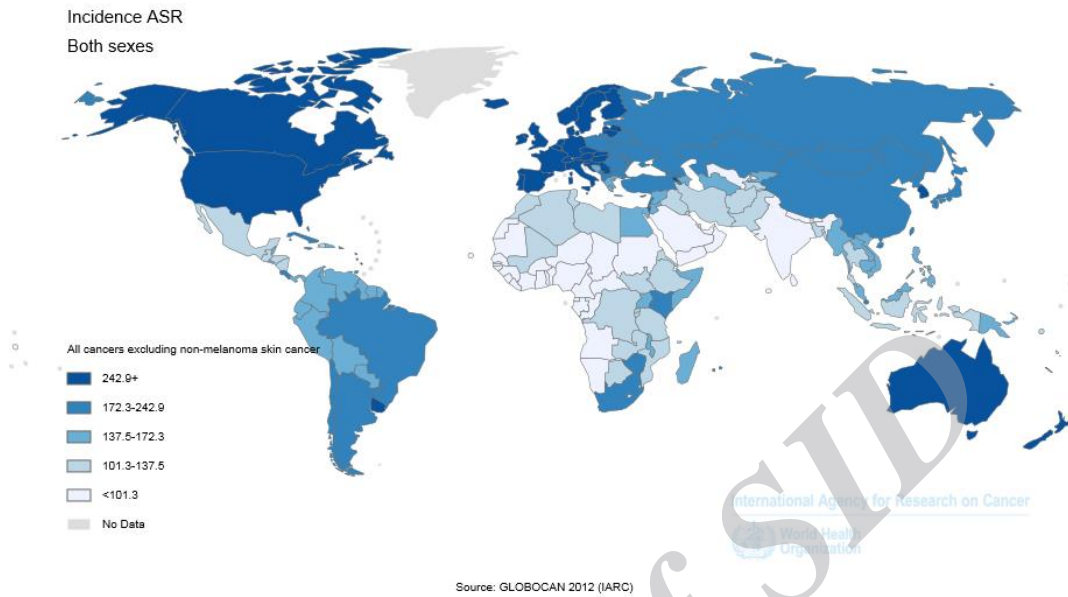 Incidence ASR
Both sexes
All cancers excluding non-melanoma skin cancer
242.9+
172.3-242.9
137.5-172.3
101.3-137.5
<101.3
No Data
International Agency for Research on Cancer
World Health
Organization
of SID
Source: GLOBOCAN 2012 (IARC)